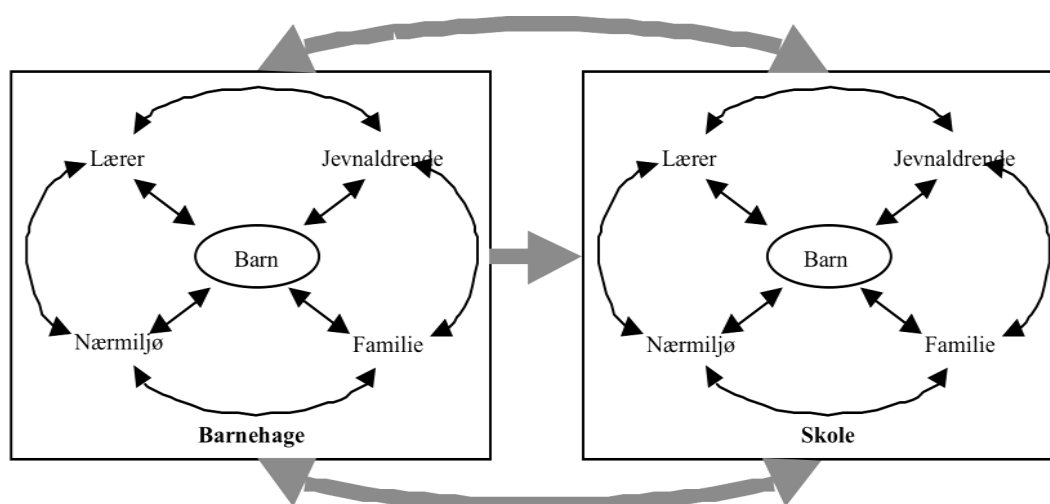 Lærer
Jevnaldrende
Barn
Nærmiljø
Familie
Barnehage
Lærer
Jevnaldrende
Barn
Nærmiljø
Familie
Skole